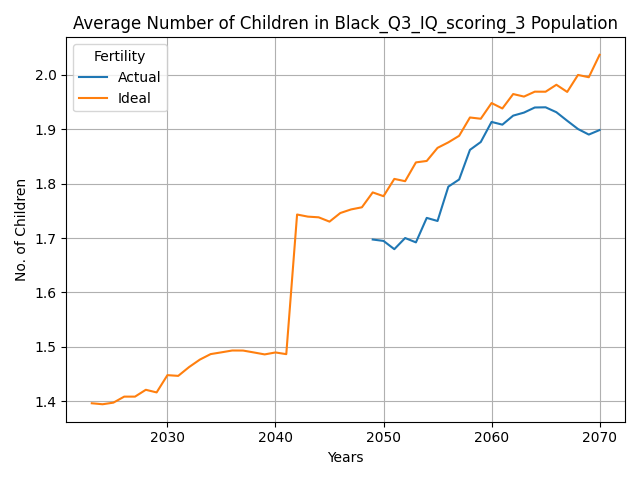 Average Number of Children in Black_Q3_IQ_scoring_3 Population
Fertility
Actual
Ideal
No. of Children
2.0
1.9
1.8
1.7
1.6
1.5
1.4
2030 2040 2050 2060 2070
Years